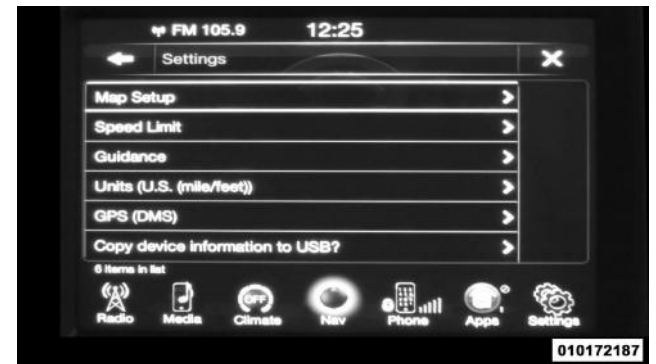 FM 105.9 12:25
Settings
Map Setup
Speed Limit
Guidance
Units (U.S. (mile/feet))
GPS (DMS)
Copy device information to USB?
6 Items in list
OFF
Radio Media Climate Nav Phone Apps Settings
010172187